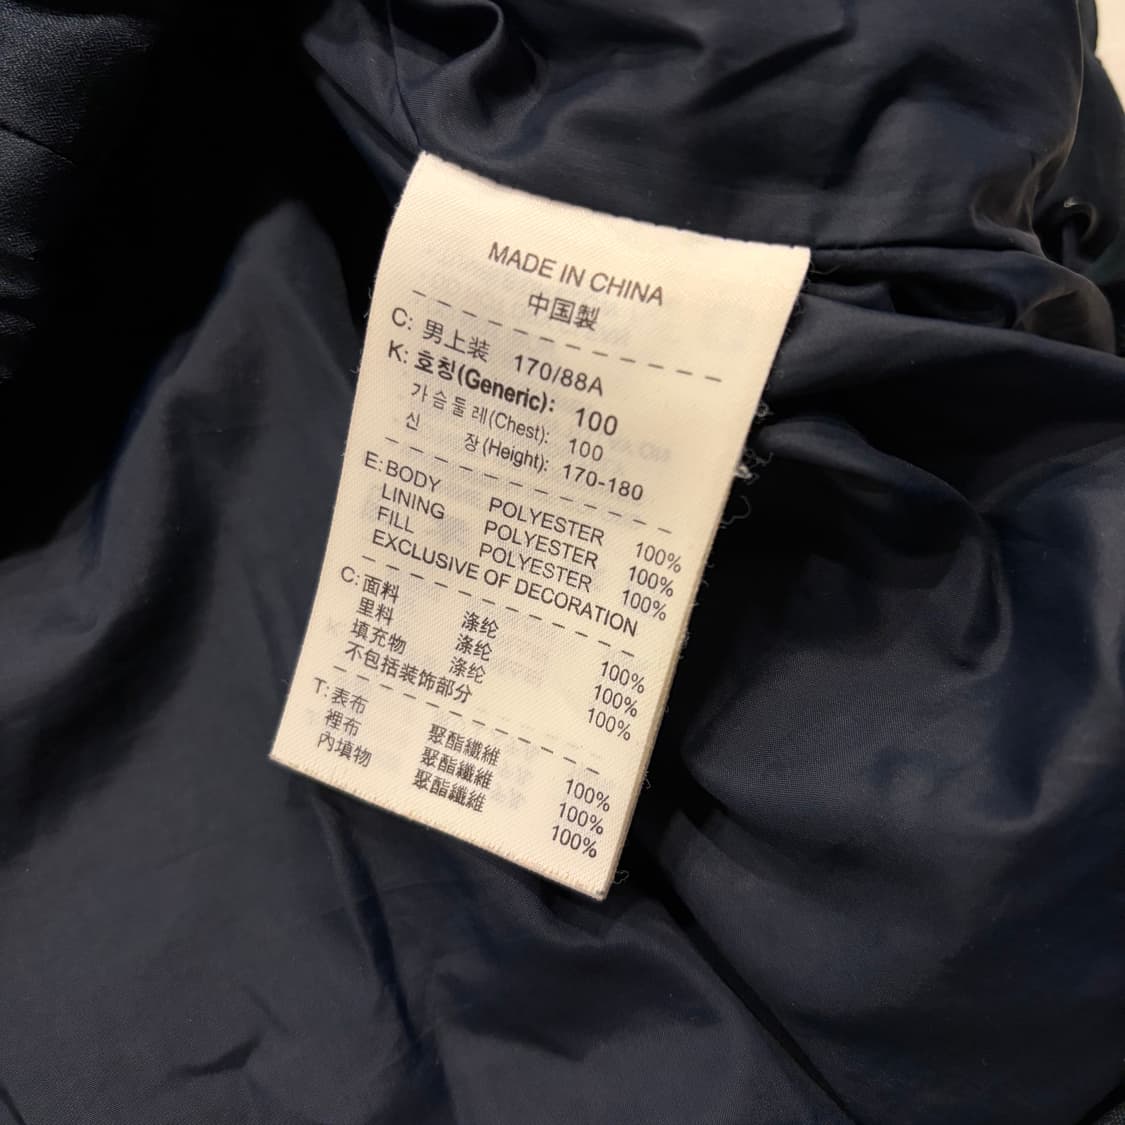 MADE IN CHINA
中国製
C: 男上装 170/88A
K: 호칭(Generic): 100
가슴둘레(Chest): 100
신 장(Height): 170-180
E: BODY POLYESTER 100%
LINING POLYESTER 100%
FILL POLYESTER 100%
EXCLUSIVE OF DECORATION
C: 面料 涤纶 100%
里料 涤纶 100%
填充物 涤纶 100%
不包括装饰部分
T: 表布 聚酯纖維 100%
裡布 聚酯纖維 100%
內填物 聚酯纖維 100%